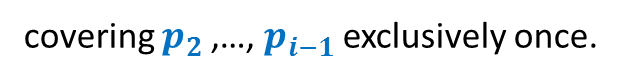 covering p₂ ,..., pᵢ₋₁ exclusively once.